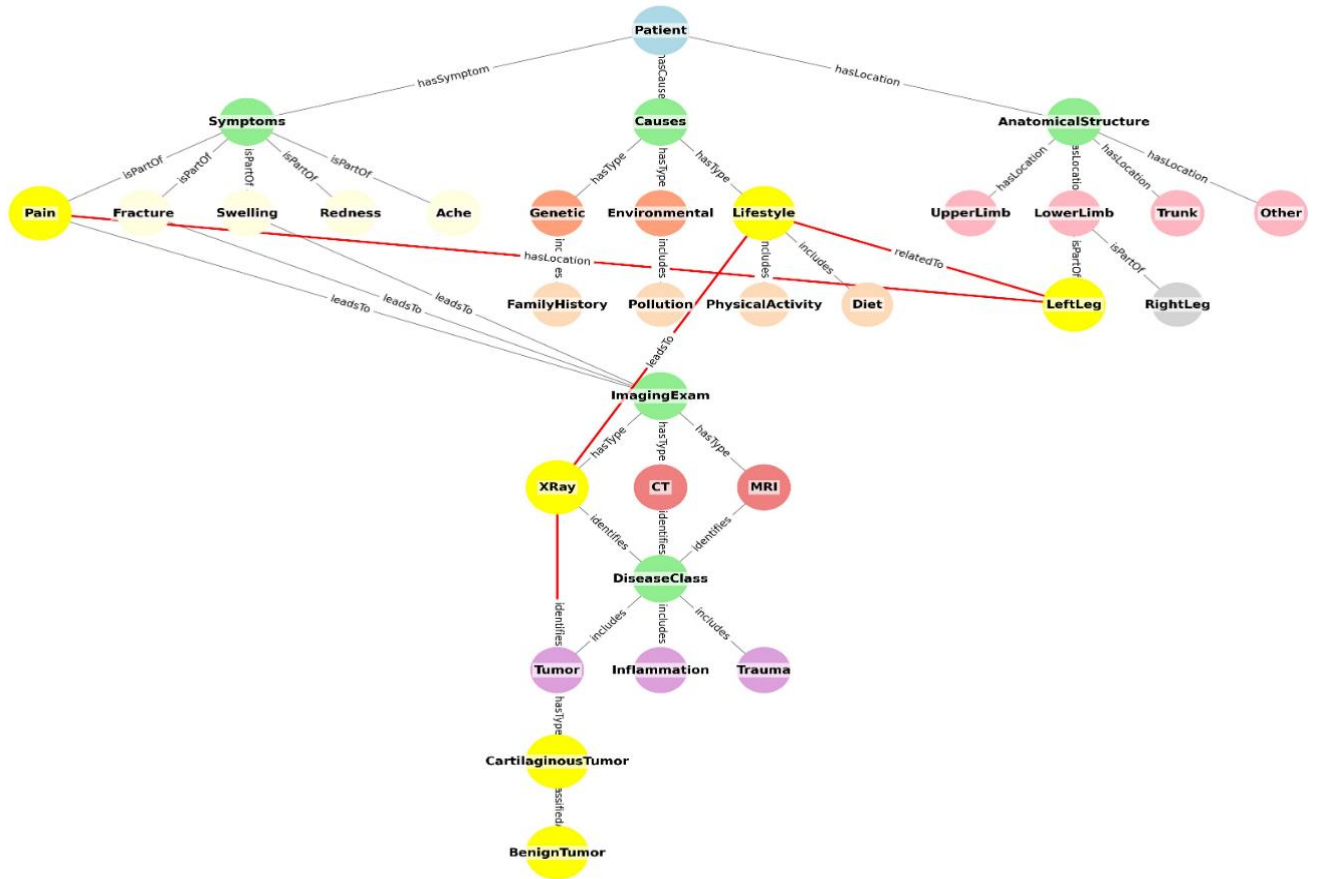 Patient
hasSymptom
hasCause
hasLocation
Symptoms
Causes
AnatomicalStructure
isPartOf
isPartOf
isPartOf
isPartOf
isPartOf
hasType
hasType
hasType
hasLocation
hasLocation
hasLocation
Pain
Fracture
Swelling
Redness
Ache
Genetic
Environmental
Lifestyle
UpperLimb
LowerLimb
Trunk
Other
hasLocation
includes
includes
includes
relatedTo
isPartOf
isPartOf
FamilyHistory
Pollution
PhysicalActivity
Diet
LeftLeg
RightLeg
leadsTo
leadsTo
leadsTo
leadsTo
ImagingExam
hasType
hasType
hasType
XRay
CT
MRI
identifies
identifies
identifies
DiseaseClass
identifies
includes
includes
includes
Tumor
Inflammation
Trauma
hasType
CartilaginousTumor
BenignTumor